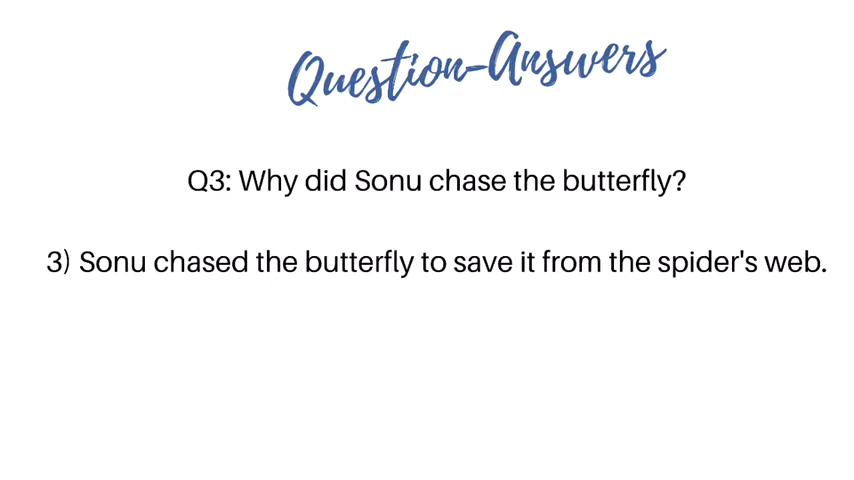 Question-Answers
Q3: Why did Sonu chase the butterfly?
3) Sonu chased the butterfly to save it from the spider's web.